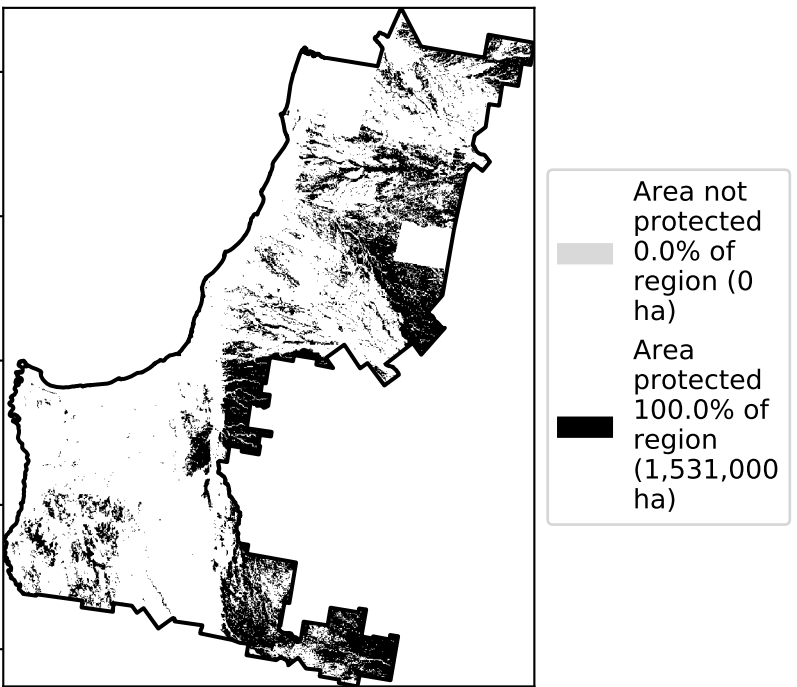 Area not
protected
0.0% of
region (0
ha)
Area
protected
100.0% of
region
(1,531,000
ha)